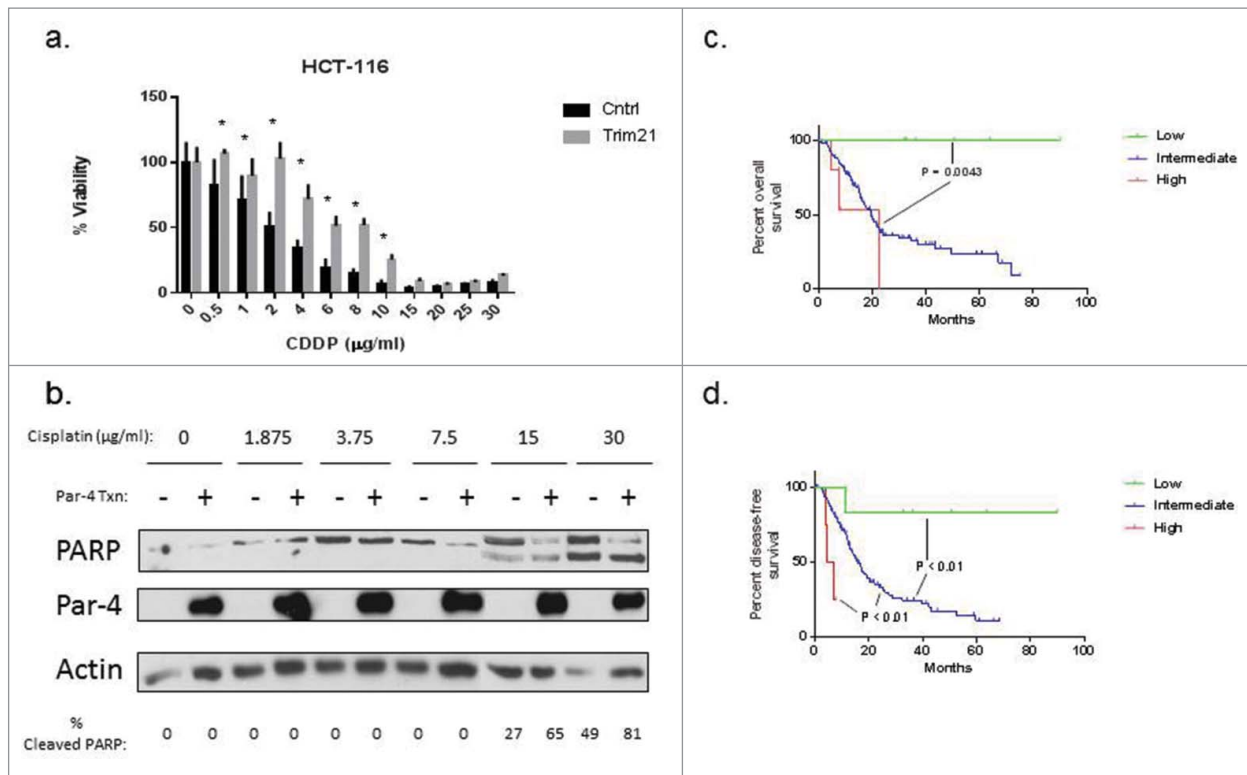 a.
HCT-116
150
100
50
0
% Viability
Cntrl
Trim21
* * * * * * *
0 0.5 1 2 4 6 8 10 15 20 25 30
CDDP (µg/ml)
b.
Cisplatin (µg/ml): 0 1.875 3.75 7.5 15 30
Par-4 Txn: - + - + - + - + - + - +
PARP
Par-4
Actin
%
Cleaved PARP: 0 0 0 0 0 0 0 0 27 65 49 81
c.
100
50
0
Percent overall
survival
P = 0.0043
Low
Intermediate
High
0 20 40 60 80 100
Months
d.
100
50
0
Percent disease-free
survival
P < 0.01
P < 0.01
Low
Intermediate
High
0 20 40 60 80 100
Months